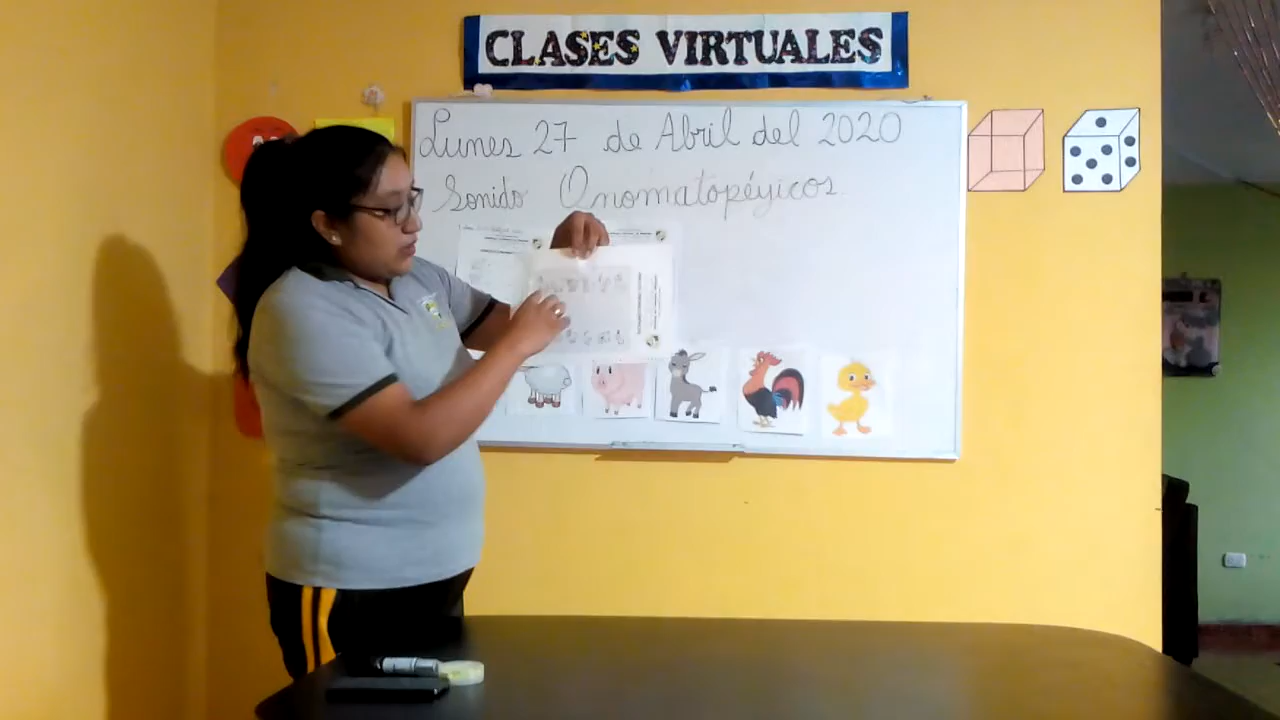 CLASES VIRTUALES
Lunes 27 de Abril del 2020
Sonido Onomatopéyicos